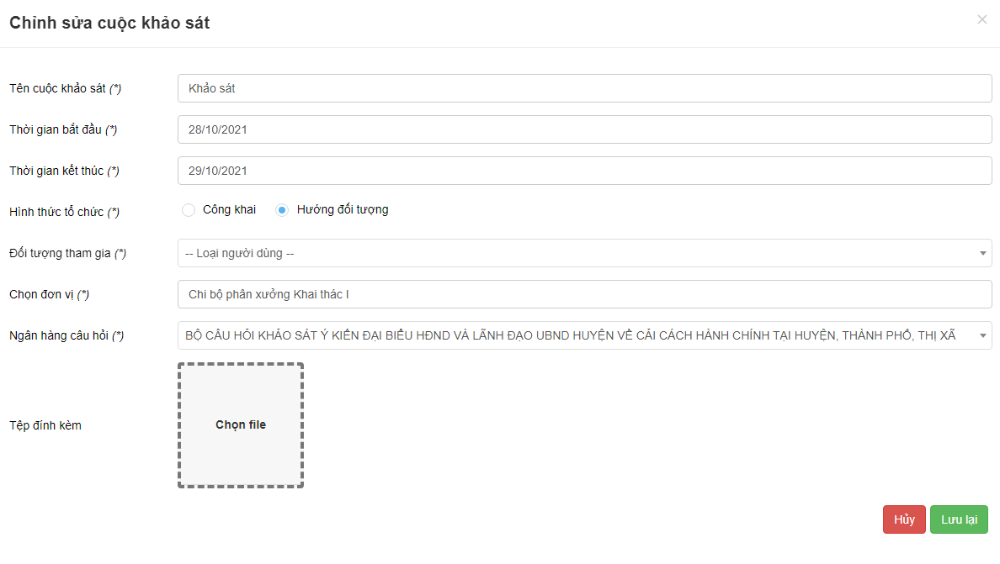 Chỉnh sửa cuộc khảo sát
×
Tên cuộc khảo sát (*)
Khảo sát
Thời gian bắt đầu (*)
28/10/2021
Thời gian kết thúc (*)
29/10/2021
Hình thức tổ chức (*)
Công khai
Hướng đối tượng
Đối tượng tham gia (*)
-- Loại người dùng --
Chọn đơn vị (*)
Chi bộ phân xưởng Khai thác I
Ngân hàng câu hỏi (*)
BỘ CÂU HỎI KHẢO SÁT Ý KIẾN ĐẠI BIỂU HĐND VÀ LÃNH ĐẠO UBND HUYỆN VỀ CẢI CÁCH HÀNH CHÍNH TẠI HUYỆN, THÀNH PHỐ, THỊ XÃ
Tệp đính kèm
Chọn file
Hủy
Lưu lại